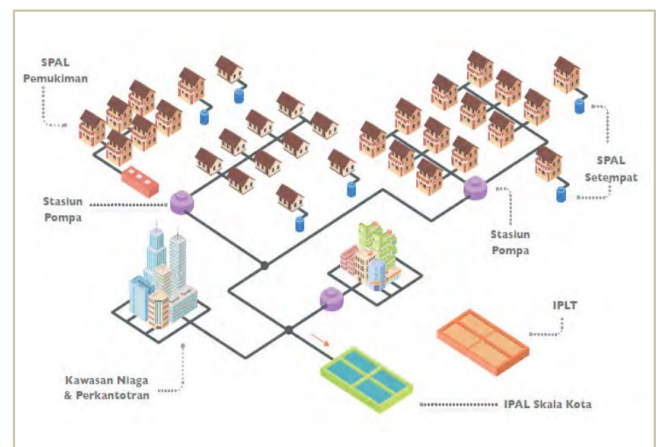 SPAL
Pemukiman
SPAL
Setempat
Stasiun
Pompa
Stasiun
Pompa
IPLT
Kawasan Niaga
& Perkantotran
IPAL Skala Kota